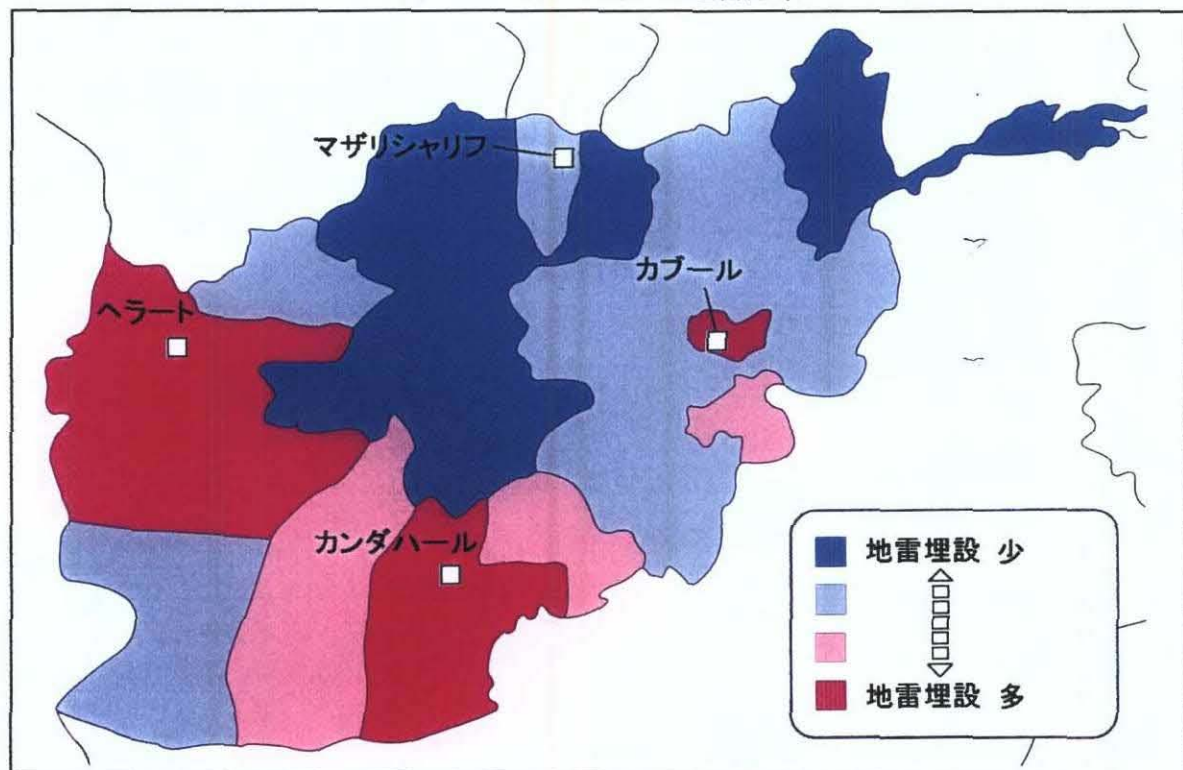 マザリシャリフ
カブール
ヘラート
カンダハール
地雷埋設 少
地雷埋設 多